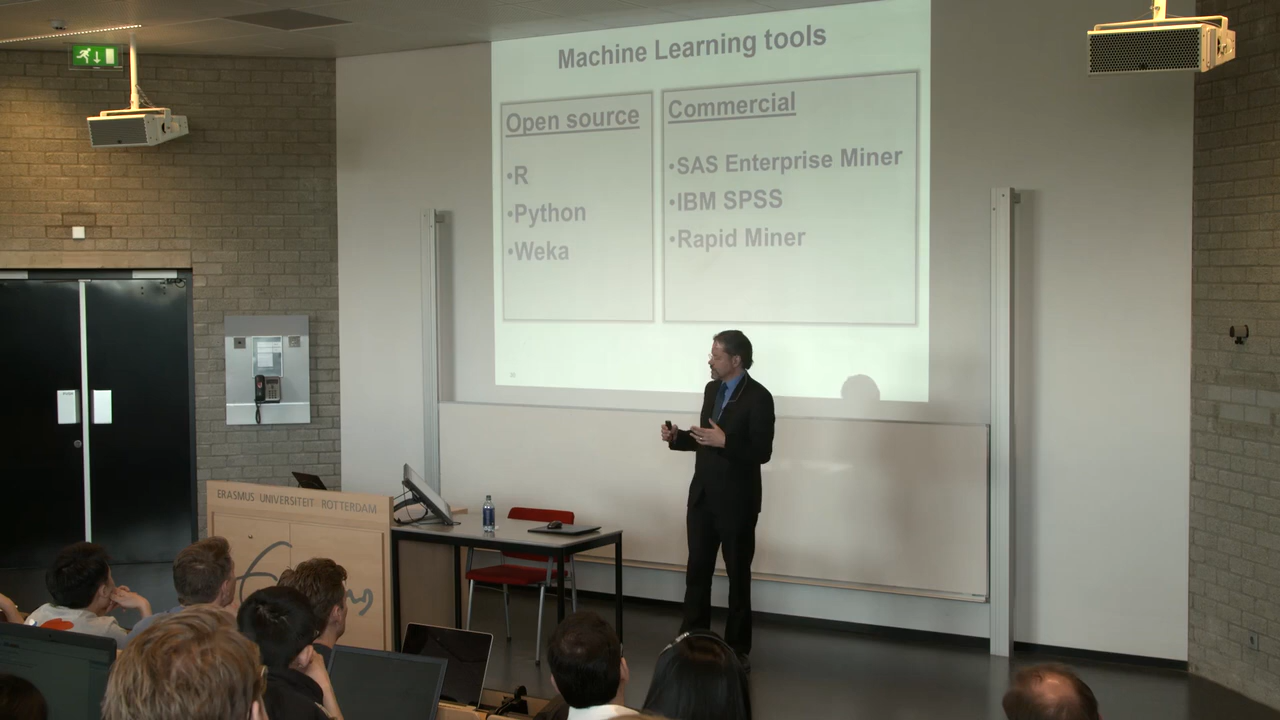 Machine Learning tools
Open source
•R
•Python
•Weka
Commercial
•SAS Enterprise Miner
•IBM SPSS
•Rapid Miner
ERASMUS UNIVERSITEIT ROTTERDAM